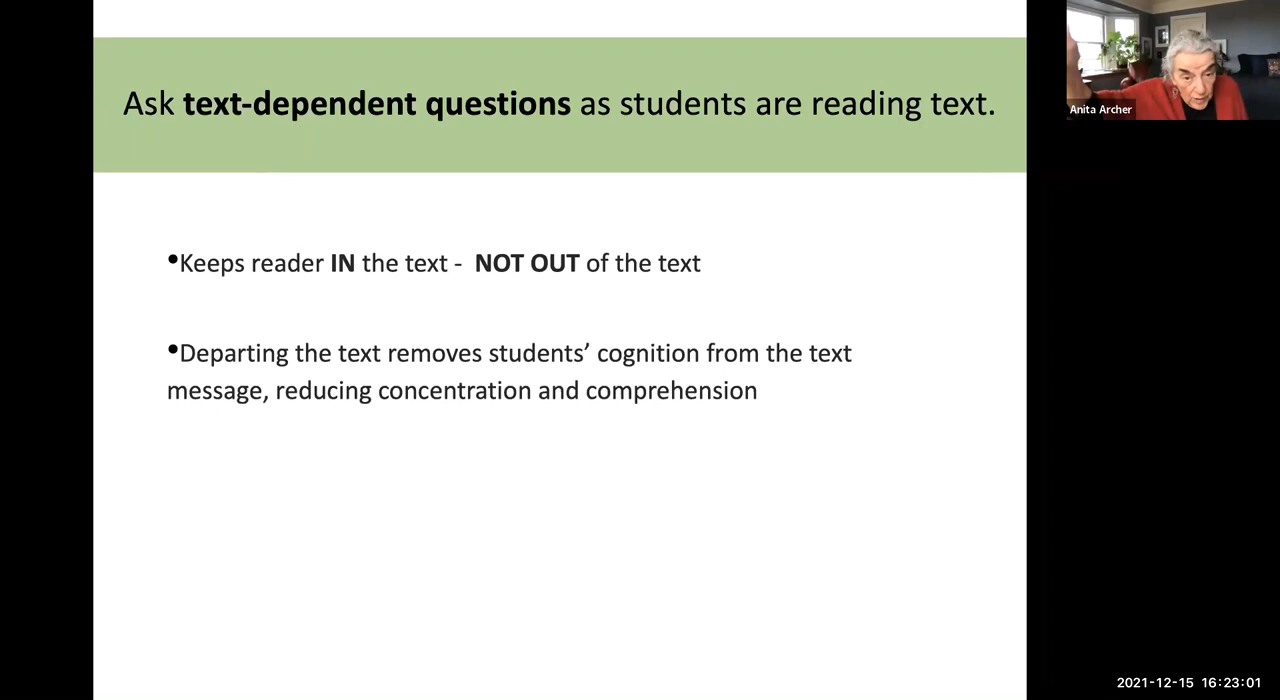 Ask text-dependent questions as students are reading text.
Anita Archer
•Keeps reader IN the text - NOT OUT of the text
•Departing the text removes students’ cognition from the text
message, reducing concentration and comprehension
2021-12-15 16:23:01